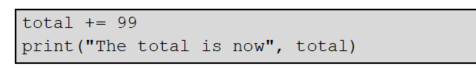 total += 99
print("The total is now", total)